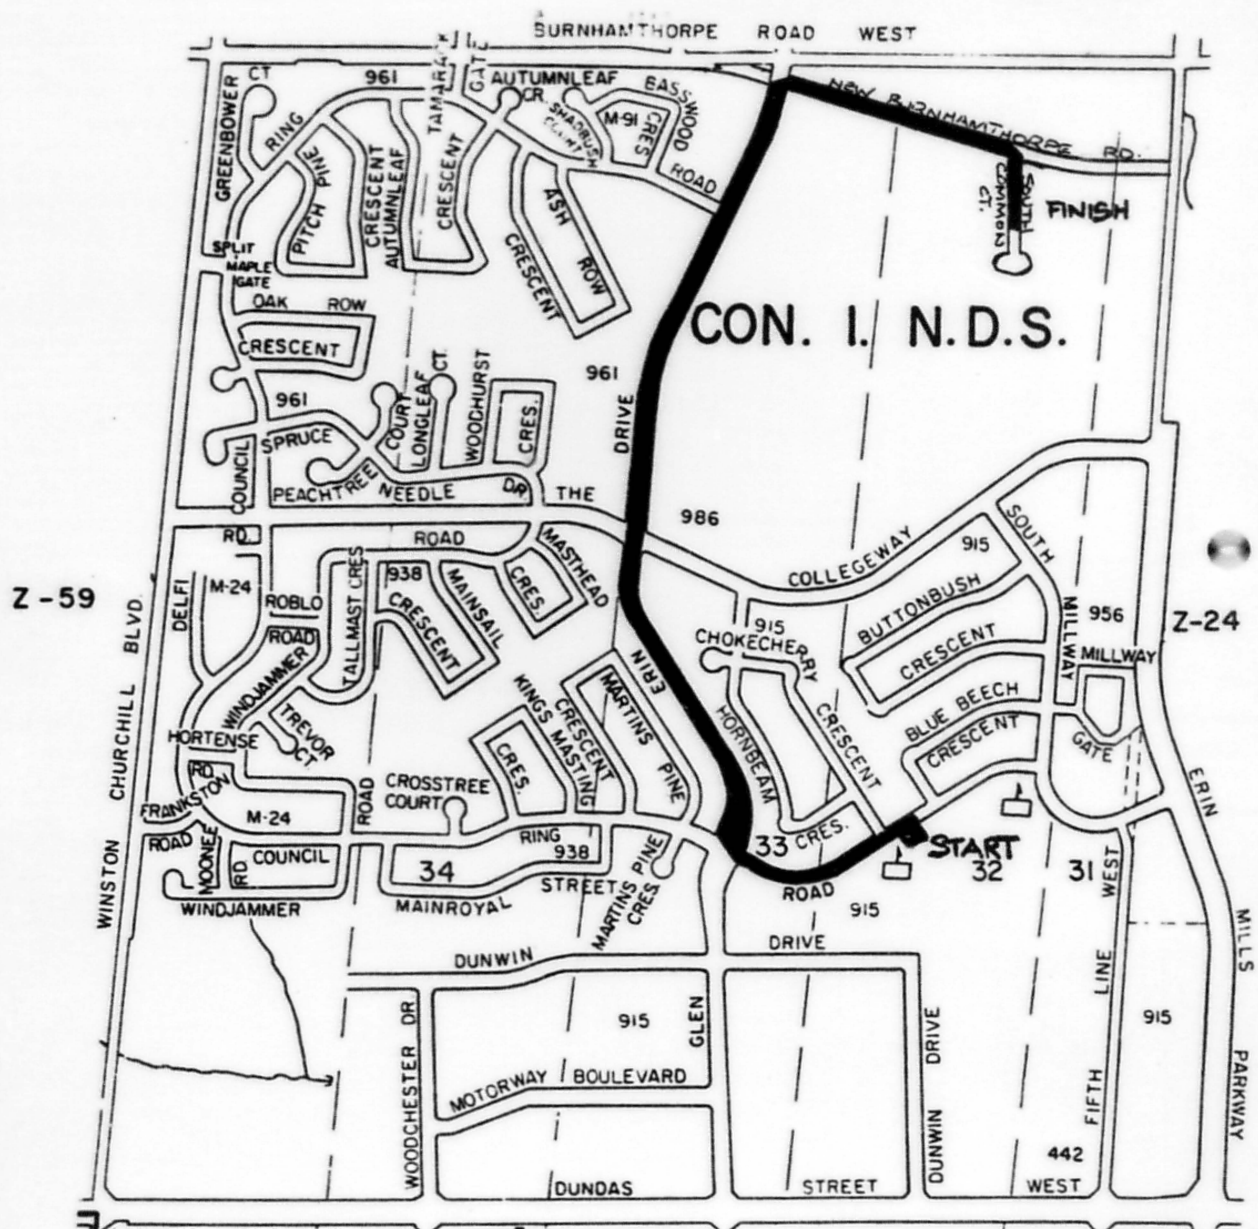 BURNHAMTHORPE ROAD WEST
GREENBOWER
CT
RING
961
TAMARACK
GATE
AUTUMNLEAF
CR.
SHADBUSH
COURT
M-91
BASSWOOD
CRES
ROAD
NEW BURNHAMTHORPE RD.
SOUTH
COMMON
CT.
FINISH
PITCH PINE
CRESCENT
AUTUMNLEAF
CRESCENT
ASH ROW
CRESCENT
SPLIT
MAPLE
GATE
OAK ROW
CRESCENT
CON. I. N.D.S.
961
961
SPRUCE
COURT
LONGLEAF
CT.
WOODHURST
CRES.
DRIVE
COUNCIL
RD.
PEACHTREE
NEEDLE DR.
THE
986
COLLEGEWAY
915
SOUTH
MILLWAY
Z-59
Z-24
BLVD.
CHURCHILL
WINSTON
DELFI
M-24
ROBLO
ROAD
ROAD
TALLMAST CRES
938
CRESCENT
MAINSAIL
CRES.
MASTHEAD
915
CHOKECHERRY
CRESCENT
BUTTONBUSH
CRESCENT
956
MILLWAY
GATE
BLUE BEECH
CRESCENT
WINDJAMMER
TREVOR
CT.
HORTENSE
RD.
FRANKSTON
ROAD
M-24
MOONEE
RD.
COUNCIL
ROAD
WINDJAMMER
CROSSTREE
COURT
KINGS MASTING
CRES.
CRESCENT
MARTINS PINE
ERIN
HORNBEAM
CRES.
33
START
32
31
RING
938
34
MAINROYAL
STREET
MARTINS PINE
CRES.
ROAD
915
WEST
ERIN
MILLS
PARKWAY
DUNWIN
DRIVE
915
GLEN
DUNWIN
DRIVE
FIFTH
LINE
915
WOODCHESTER DR
MOTORWAY BOULEVARD
442
DUNDAS STREET WEST